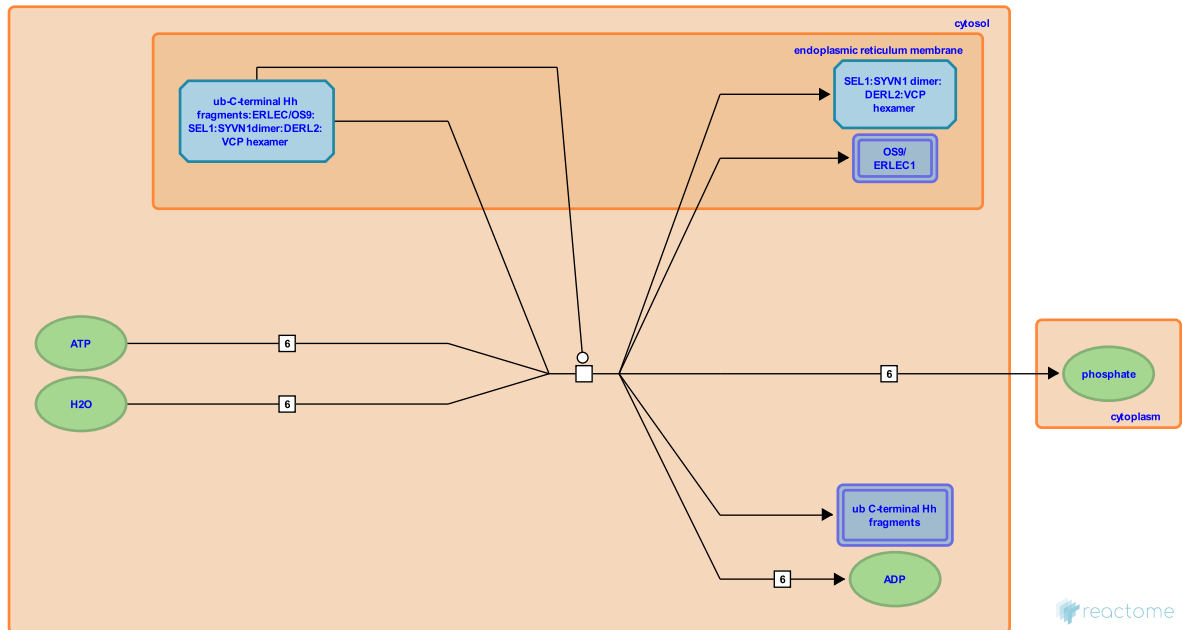 cytosol
endoplasmic reticulum membrane
ub-C-terminal Hh
fragments:ERLEC/OS9:
SEL1:SYVN1dimer:DERL2:
VCP hexamer
SEL1:SYVN1 dimer:
DERL2:VCP
hexamer
OS9/
ERLEC1
ATP
6
H2O
6
6
phosphate
cytoplasm
ub C-terminal Hh
fragments
6
ADP
reactome